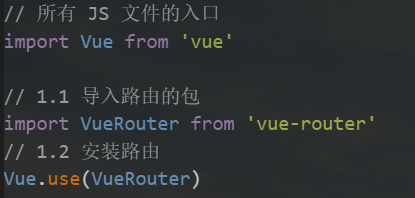 // 所有 JS 文件的入口
import Vue from 'vue'
// 1.1 导入路由的包
import VueRouter from 'vue-router'
// 1.2 安装路由
Vue.use(VueRouter)